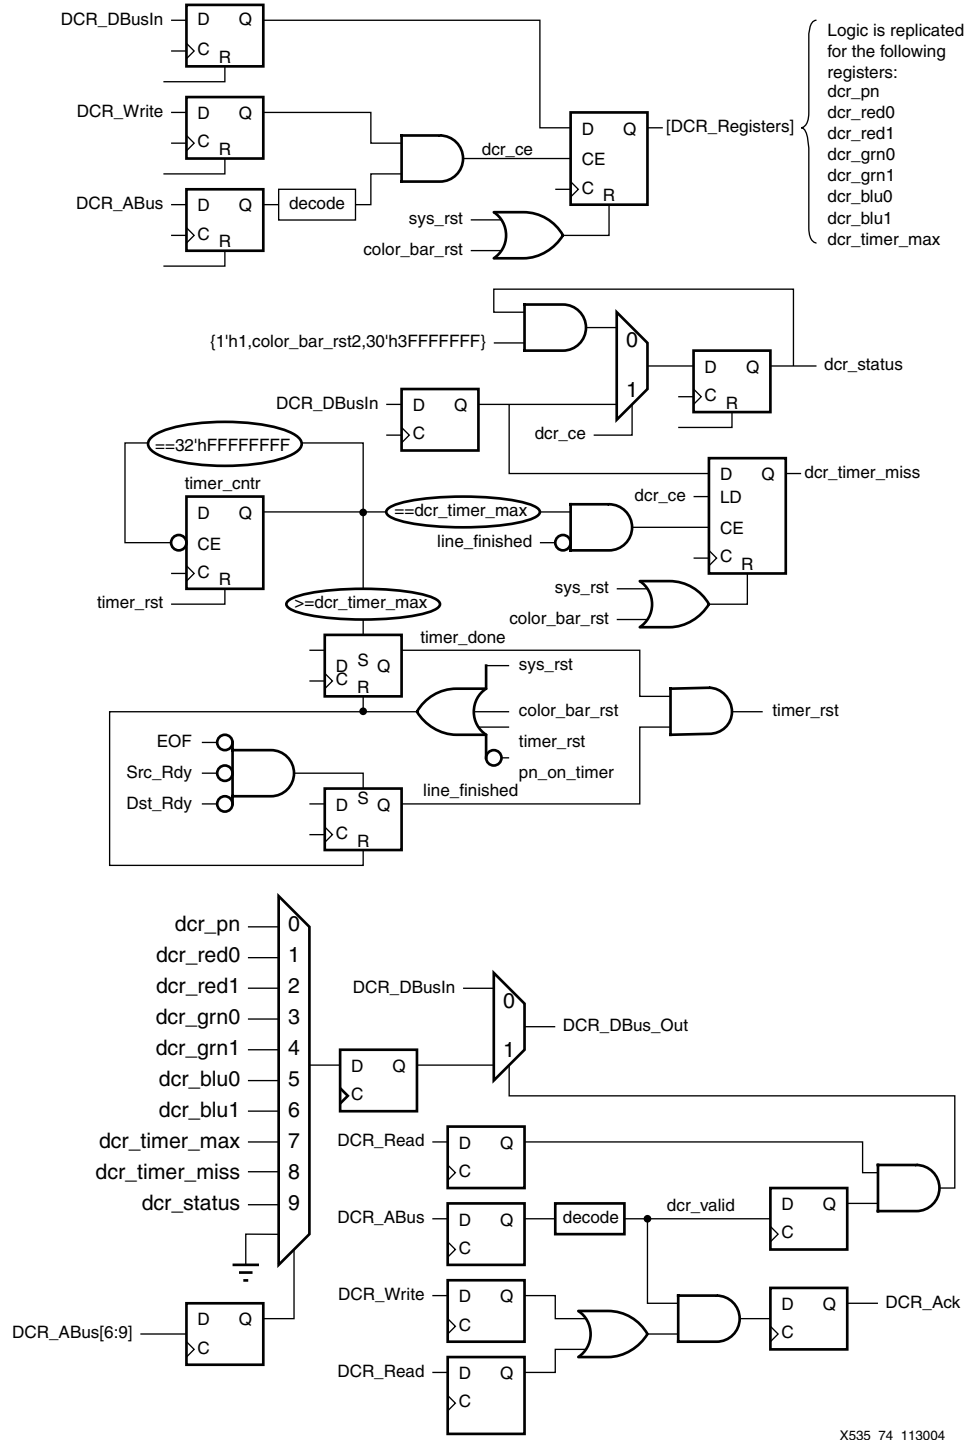 DCR_DBusIn
D Q
C
R
DCR_Write
D Q
C
R
DCR_ABus
D Q
C
R
decode
dcr_ce
sys_rst
color_bar_rst
D Q
CE
C
R
[DCR_Registers]
Logic is replicated
for the following
registers:
dcr_pn
dcr_red0
dcr_red1
dcr_grn0
dcr_grn1
dcr_blu0
dcr_blu1
dcr_timer_max
{1'h1,color_bar_rst2,30'h3FFFFFFF}
0
1
DCR_DBusIn
D Q
C
dcr_ce
D Q
C
R
dcr_status
==32'hFFFFFFFF
timer_cntr
D Q
CE
C
R
timer_rst
==dcr_timer_max
line_finished
dcr_ce
D Q
LD
CE
C
R
dcr_timer_miss
sys_rst
color_bar_rst
>=dcr_timer_max
timer_done
D S Q
C
R
sys_rst
color_bar_rst
timer_rst
pn_on_timer
timer_rst
EOF
Src_Rdy
Dst_Rdy
D S Q
C
R
line_finished
dcr_pn 0
dcr_red0 1
dcr_red1 2
dcr_grn0 3
dcr_grn1 4
dcr_blu0 5
dcr_blu1 6
dcr_timer_max 7
dcr_timer_miss 8
dcr_status 9
DCR_ABus[6:9]
D Q
C
D Q
C
DCR_DBusIn
0
1
DCR_DBus_Out
DCR_Read
D Q
C
DCR_ABus
D Q
C
decode
dcr_valid
D Q
C
DCR_Write
D Q
C
DCR_Read
D Q
C
D Q
C
DCR_Ack
X535_74_113004